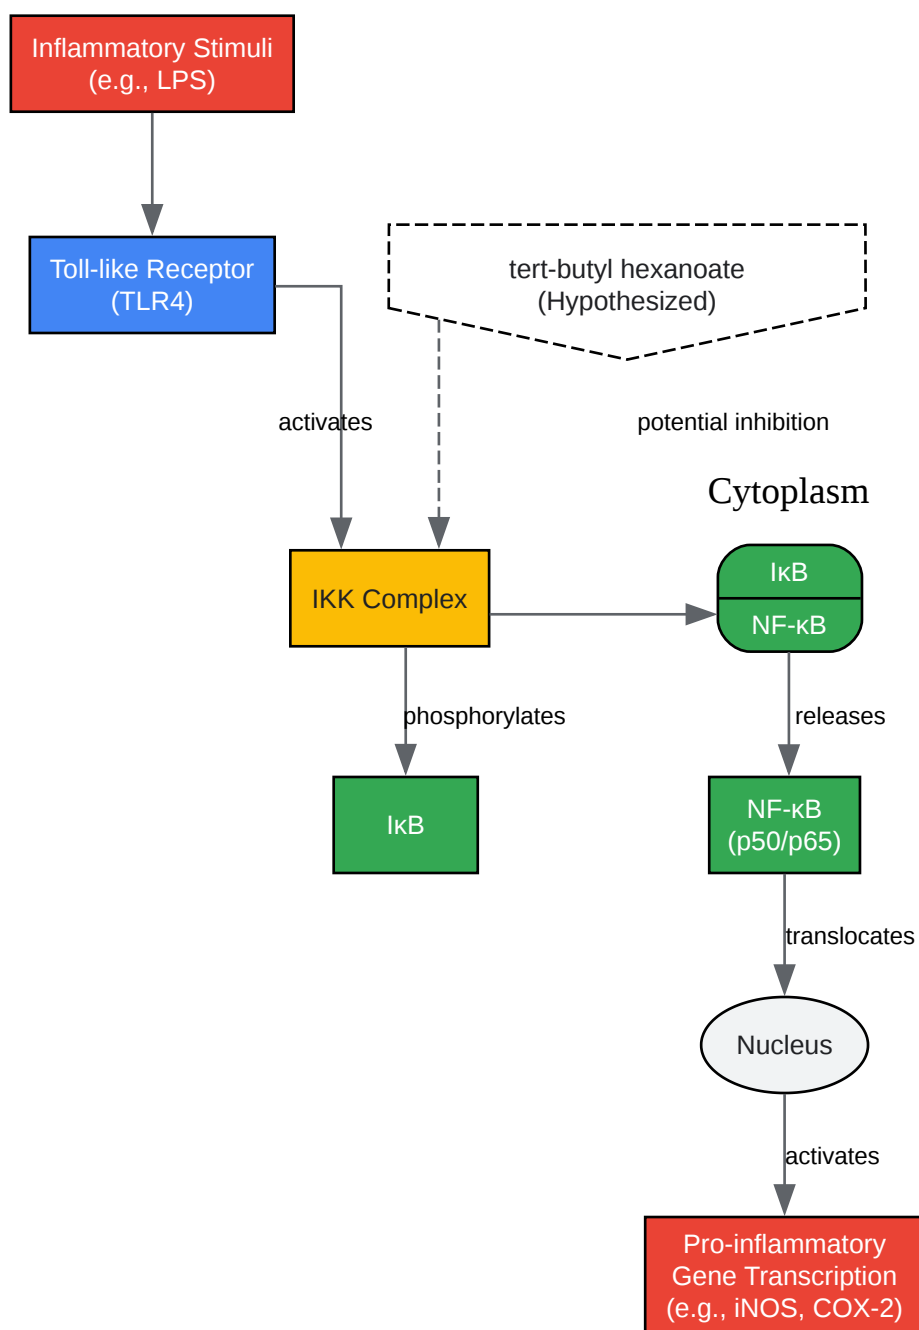 Inflammatory Stimuli
(e.g., LPS)
Toll-like Receptor
(TLR4)
tert-butyl hexanoate
(Hypothesized)
activates
potential inhibition
Cytoplasm
IKK Complex
IκB
NF-κB
phosphorylates
releases
IκB
NF-κB
(p50/p65)
translocates
Nucleus
activates
Pro-inflammatory
Gene Transcription
(e.g., iNOS, COX-2)